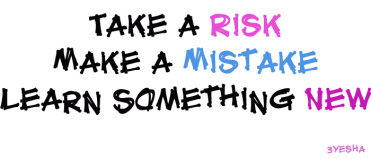 TAKE A RISK
MAKE A MISTAKE
LEARN SOMETHING NEW
3YESHA